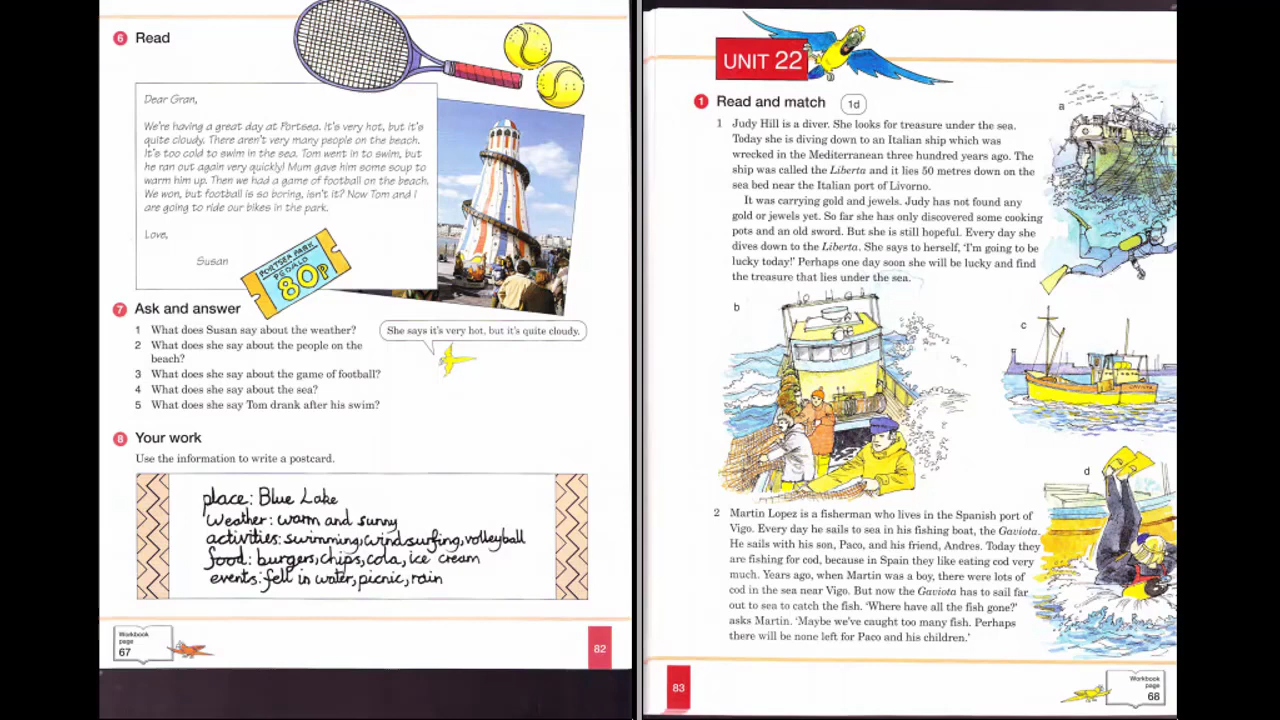 6 Read
Dear Gran,
We're having a great day at Portsea. It's very hot, but it's
quite cloudy. There aren't very many people on the beach.
It's too cold to swim in the sea. Tom went in to swim, but
he ran out again very quickly! Mum gave him some soup to
warm him up. Then we had a game of football on the beach.
We won, but football is so boring, isn't it? Now Tom and I
are going to ride our bikes in the park.
Love,
Susan
PORTSEA PARK
PEDALO
80p
7 Ask and answer
1 What does Susan say about the weather?
2 What does she say about the people on the
beach?
3 What does she say about the game of football?
4 What does she say about the sea?
5 What does she say Tom drank after his swim?
She says it's very hot, but it's quite cloudy.
8 Your work
Use the information to write a postcard.
place: Blue Lake
weather: warm and sunny
activities: swimming, windsurfing, volleyball
food: burgers, chips, cola, ice cream
events: fell in water, picnic, rain
Workbook
page
67
82
UNIT 22
1 Read and match 1d
1 Judy Hill is a diver. She looks for treasure under the sea.
Today she is diving down to an Italian ship which was
wrecked in the Mediterranean three hundred years ago. The
ship was called the Liberta and it lies 50 metres down on the
sea bed near the Italian port of Livorno.
It was carrying gold and jewels. Judy has not found any
gold or jewels yet. So far she has only discovered some cooking
pots and an old sword. But she is still hopeful. Every day she
dives down to the Liberta. She says to herself, 'I'm going to be
lucky today!' Perhaps one day soon she will be lucky and find
the treasure that lies under the sea.
a
b
c
GAVIOTA
d
2 Martin Lopez is a fisherman who lives in the Spanish port of
Vigo. Every day he sails to sea in his fishing boat, the Gaviota.
He sails with his son, Paco, and his friend, Andres. Today they
are fishing for cod, because in Spain they like eating cod very
much. Years ago, when Martin was a boy, there were lots of
cod in the sea near Vigo. But now the Gaviota has to sail far
out to sea to catch the fish. 'Where have all the fish gone?'
asks Martin. 'Maybe we've caught too many fish. Perhaps
there will be none left for Paco and his children.'
83
Workbook
page
68